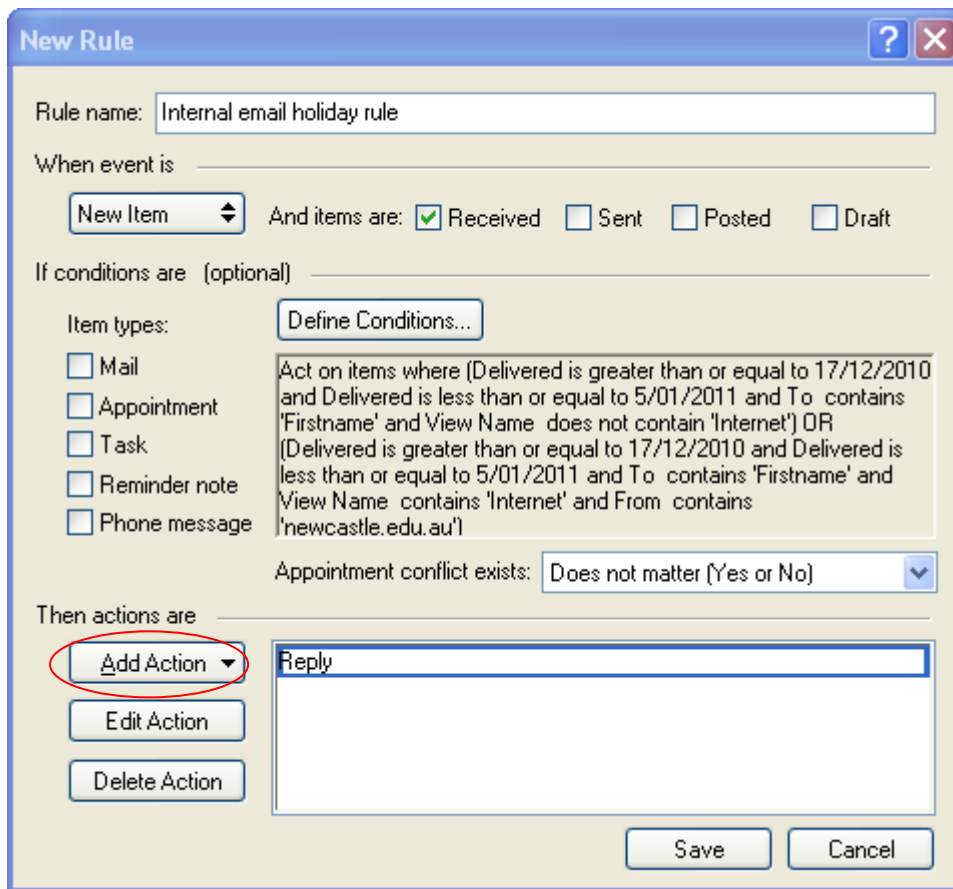 New Rule
?
Rule name: Internal email holiday rule
When event is
New Item And items are: Received Sent Posted Draft
If conditions are (optional)
Item types: Define Conditions...
Mail
Appointment
Task
Reminder note
Phone message
Act on items where (Delivered is greater than or equal to 17/12/2010
and Delivered is less than or equal to 5/01/2011 and To contains
'Firstname' and View Name does not contain 'Internet') OR
(Delivered is greater than or equal to 17/12/2010 and Delivered is
less than or equal to 5/01/2011 and To contains 'Firstname' and
View Name contains 'Internet' and From contains
'newcastle.edu.au')
Appointment conflict exists: Does not matter (Yes or No)
Then actions are
Add Action
Edit Action
Delete Action
Reply
Save Cancel